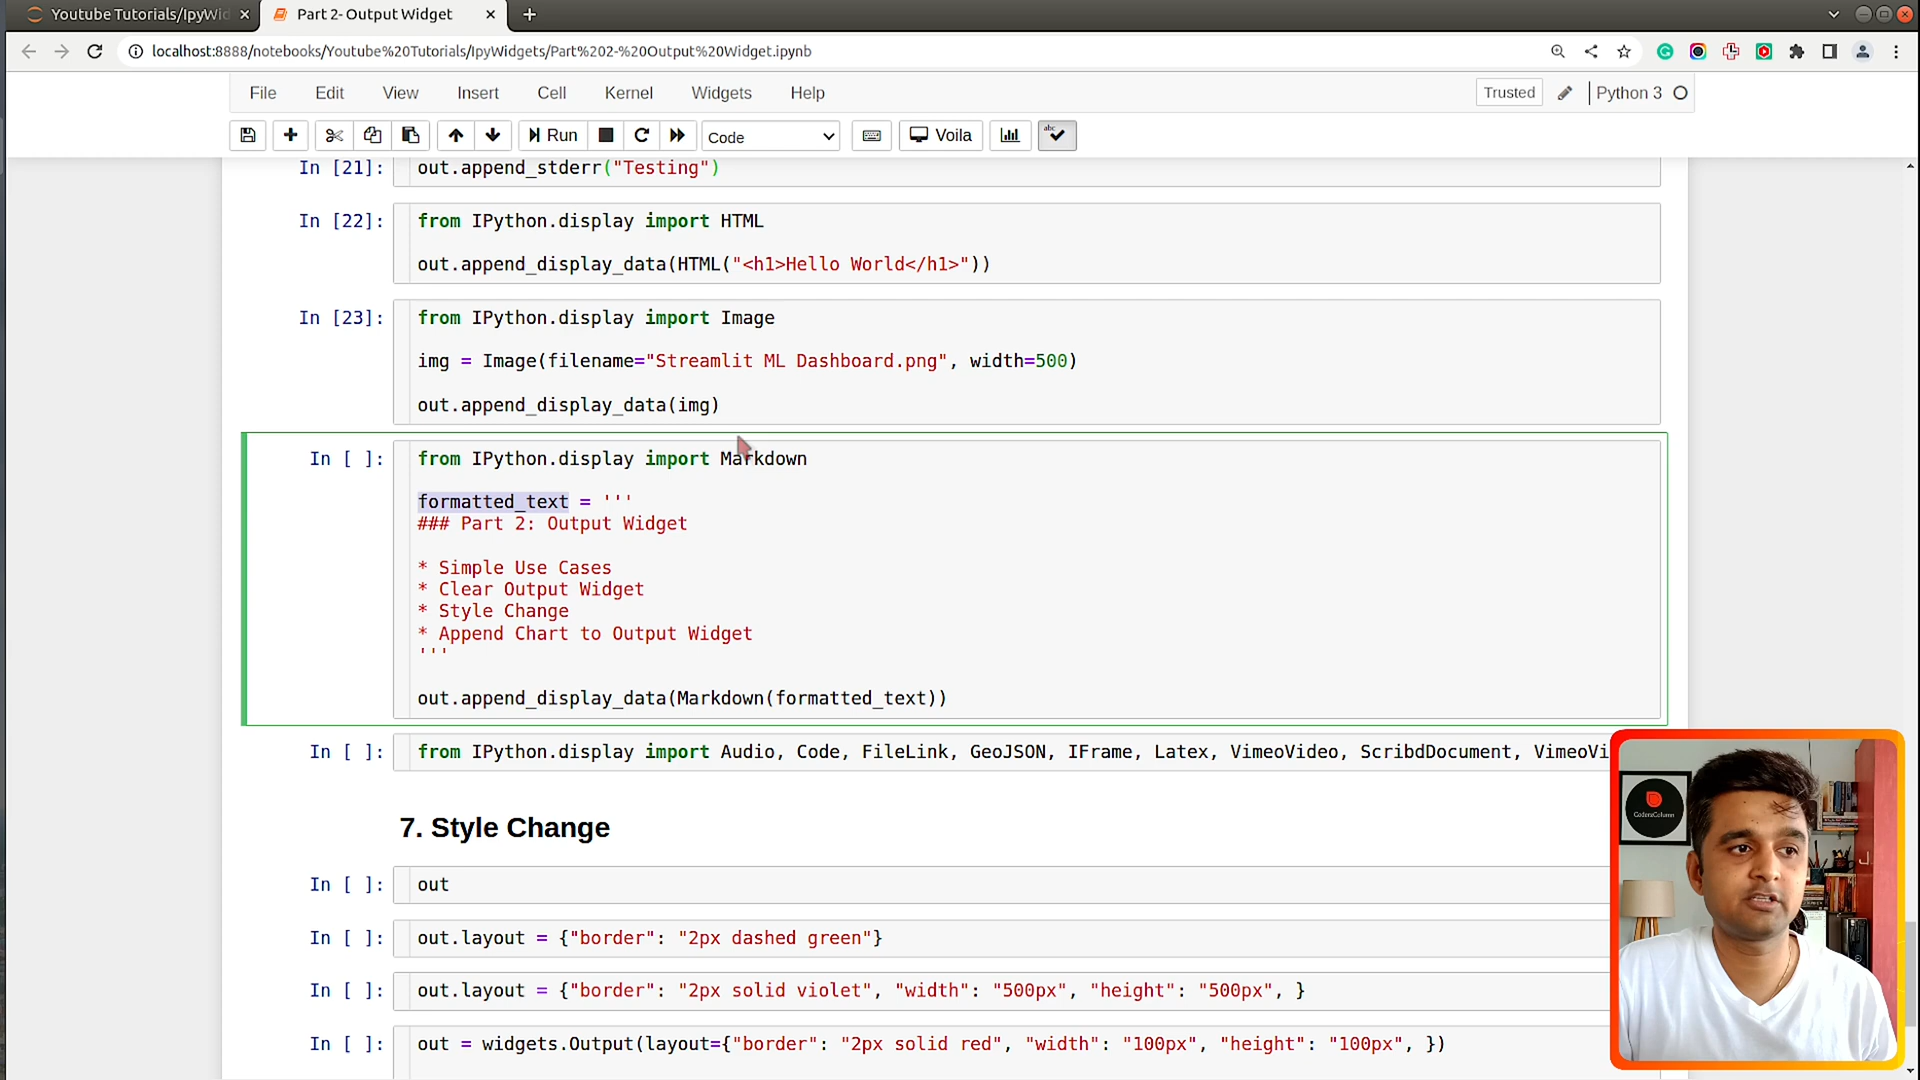 Youtube Tutorials/IpyWid
Part 2- Output Widget
localhost:8888/notebooks/Youtube%20Tutorials/IpyWidgets/Part%202-%20Output%20Widget.ipynb
File Edit View Insert Cell Kernel Widgets Help Trusted Python 3
Run Code Voila abc
In [21]: out.append_stderr("Testing")
In [22]: from IPython.display import HTML
out.append_display_data(HTML("<h1>Hello World</h1>"))
In [23]: from IPython.display import Image
img = Image(filename="Streamlit ML Dashboard.png", width=500)
out.append_display_data(img)
In [ ]: from IPython.display import Markdown
formatted_text = '''
### Part 2: Output Widget
* Simple Use Cases
* Clear Output Widget
* Style Change
* Append Chart to Output Widget
'''
out.append_display_data(Markdown(formatted_text))
In [ ]: from IPython.display import Audio, Code, FileLink, GeoJSON, IFrame, Latex, VimeoVideo, ScribdDocument, VimeoVi
7. Style Change
In [ ]: out
In [ ]: out.layout = {"border": "2px dashed green"}
In [ ]: out.layout = {"border": "2px solid violet", "width": "500px", "height": "500px", }
In [ ]: out = widgets.Output(layout={"border": "2px solid red", "width": "100px", "height": "100px", })
CoderzColumn